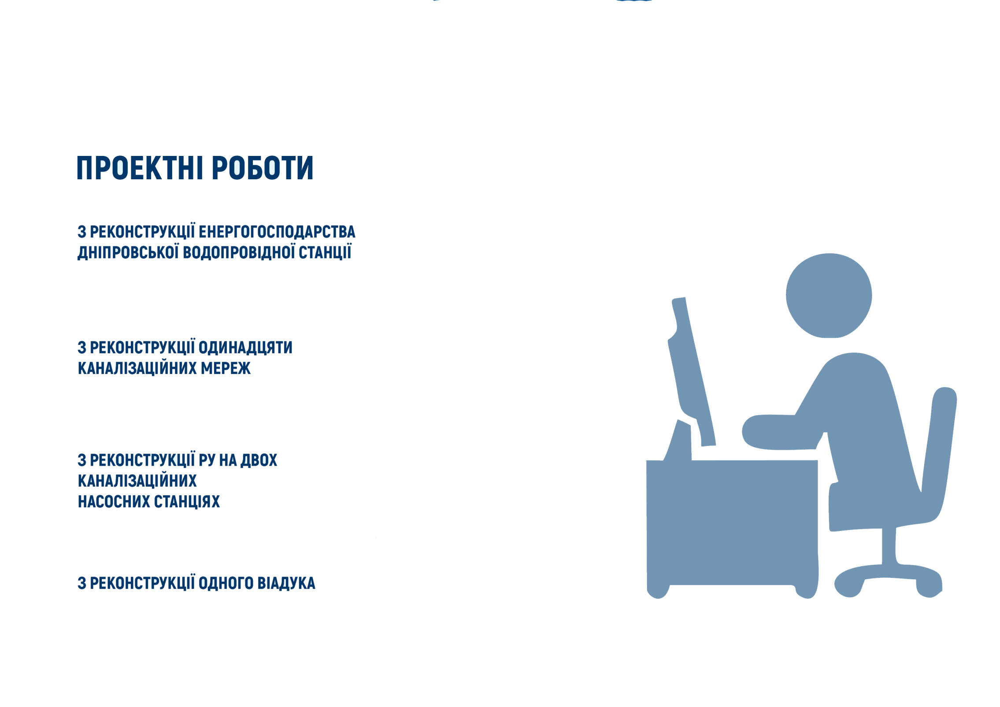 ПРОЕКТНІ РОБОТИ
З РЕКОНСТРУКЦІЇ ЕНЕРГОГОСПОДАРСТВА
ДНІПРОВСЬКОЇ ВОДОПРОВІДНОЇ СТАНЦІЇ
З РЕКОНСТРУКЦІЇ ОДИНАДЦЯТИ
КАНАЛІЗАЦІЙНИХ МЕРЕЖ
З РЕКОНСТРУКЦІЇ РУ НА ДВОХ
КАНАЛІЗАЦІЙНИХ
НАСОСНИХ СТАНЦІЯХ
З РЕКОНСТРУКЦІЇ ОДНОГО ВІАДУКА